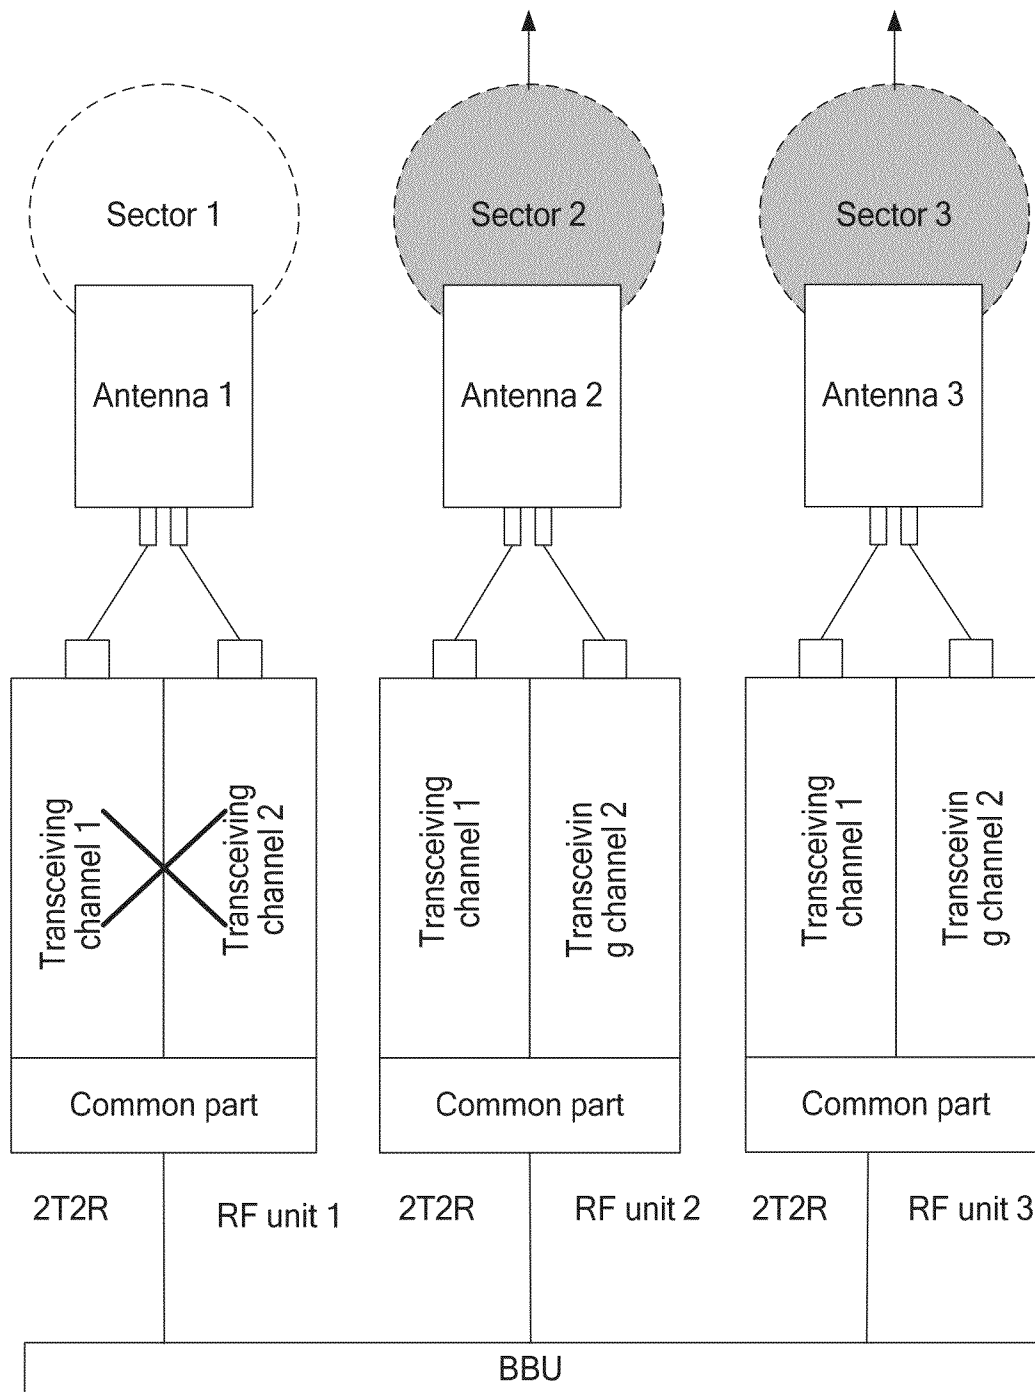 Sector 1
Sector 2
Sector 3
Antenna 1
Antenna 2
Antenna 3
Transceiving
channel 1
Transceiving
channel 2
Transceiving
channel 1
Transceivin
g channel 2
Transceiving
channel 1
Transceivin
g channel 2
Common part
Common part
Common part
2T2R
RF unit 1
2T2R
RF unit 2
2T2R
RF unit 3
BBU